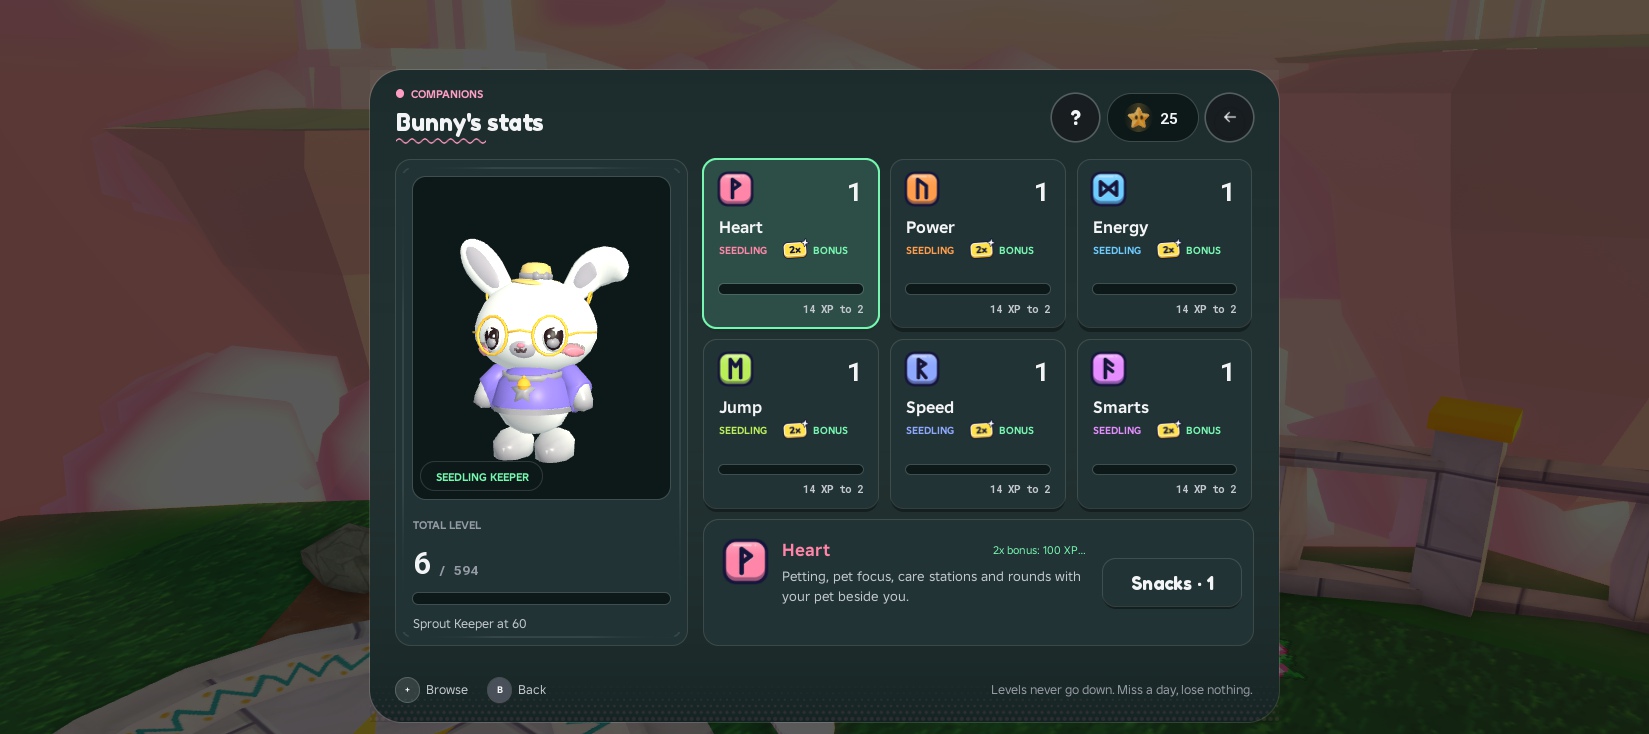 COMPANIONS
Bunny's stats
?
25
←
SEEDLING KEEPER
TOTAL LEVEL
6 / 594
Sprout Keeper at 60
1
Heart
SEEDLING 2x BONUS
14 XP to 2
1
Power
SEEDLING 2x BONUS
14 XP to 2
1
Energy
SEEDLING 2x BONUS
14 XP to 2
1
Jump
SEEDLING 2x BONUS
14 XP to 2
1
Speed
SEEDLING 2x BONUS
14 XP to 2
1
Smarts
SEEDLING 2x BONUS
14 XP to 2
Heart
2x bonus: 100 XP...
Petting, pet focus, care stations and rounds with
your pet beside you.
Snacks · 1
+ Browse B Back
Levels never go down. Miss a day, lose nothing.